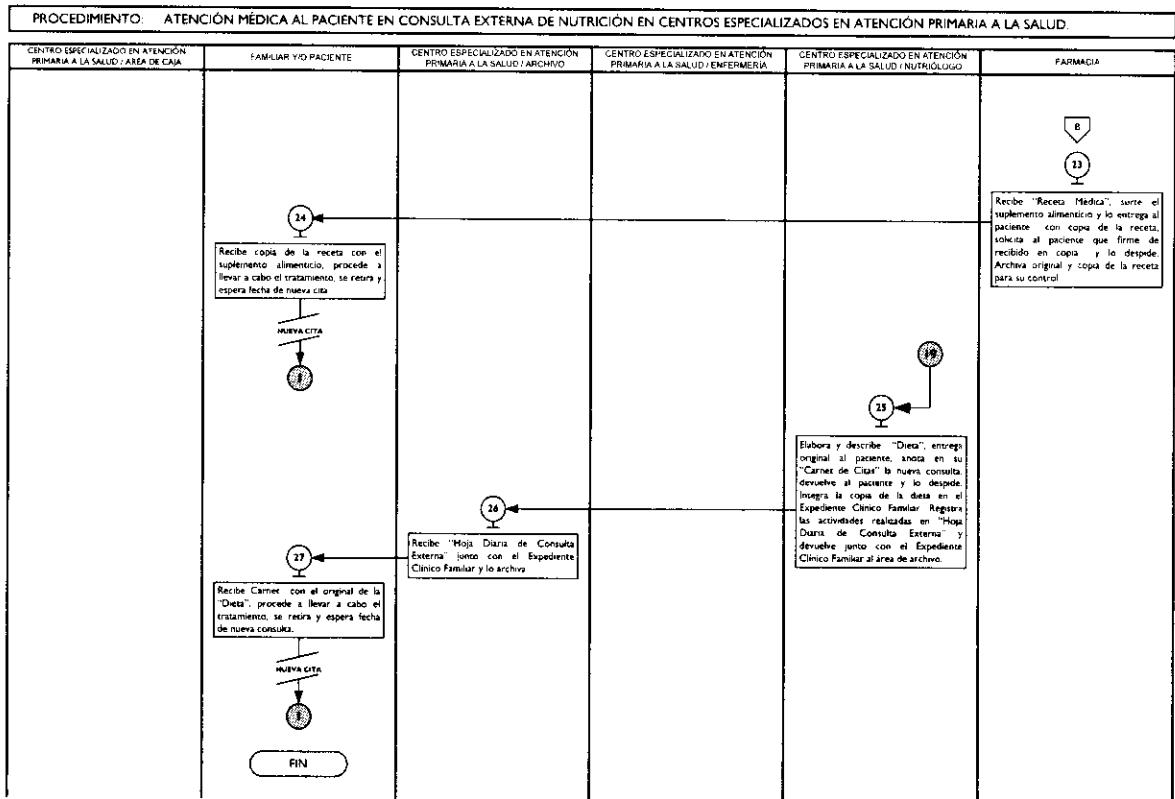 PROCEDIMIENTO: ATENCIÓN MÉDICA AL PACIENTE EN CONSULTA EXTERNA DE NUTRICIÓN EN CENTROS ESPECIALIZADOS EN ATENCIÓN PRIMARIA A LA SALUD.
CENTRO ESPECIALIZADO EN ATENCIÓN
PRIMARIA A LA SALUD / ÁREA DE CAJA
FAMILIAR Y/O PACIENTE
CENTRO ESPECIALIZADO EN ATENCIÓN
PRIMARIA A LA SALUD / ARCHIVO
CENTRO ESPECIALIZADO EN ATENCIÓN
PRIMARIA A LA SALUD / ENFERMERÍA
CENTRO ESPECIALIZADO EN ATENCIÓN
PRIMARIA A LA SALUD / NUTRIÓLOGO
FARMACIA
B
23
Recibe "Receta Médica", surte el
suplemento alimenticio y lo entrega al
paciente con copia de la receta,
solicita al paciente que firme de
recibido en copia y lo despide.
Archiva original y copia de la receta
para su control
24
Recibe copia de la receta con el
suplemento alimenticio, procede a
llevar a cabo el tratamiento, se retira y
espera fecha de nueva cita
NUEVA CITA
1
19
25
Elabora y describe "Dieta", entrega
original al paciente, anota en su
"Carnet de Citas" la nueva consulta,
devuelve al paciente y lo despide.
Integra la copia de la dieta en el
Expediente Clínico Familiar Registra
las actividades realizadas en "Hoja
Diaria de Consulta Externa" y
devuelve junto con el Expediente
Clínico Familiar al área de archivo.
26
Recibe "Hoja Diaria de Consulta
Externa" junto con el Expediente
Clínico Familiar y lo archiva
27
Recibe Carnet con el original de la
"Dieta", procede a llevar a cabo el
tratamiento, se retira y espera fecha
de nueva consulta.
NUEVA CITA
1
FIN